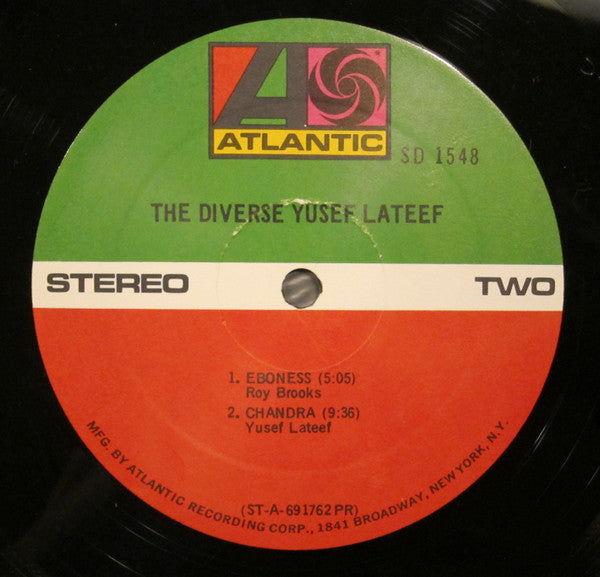 ATLANTIC
SD 1548
THE DIVERSE YUSEF LATEEF
STEREO
TWO
1. EBONESS (5:05)
Roy Brooks
2. CHANDRA (9:36)
Yusef Lateef
(ST-A-691762 PR)
MFG. BY ATLANTIC RECORDING CORP., 1841 BROADWAY, NEW YORK, N.Y.